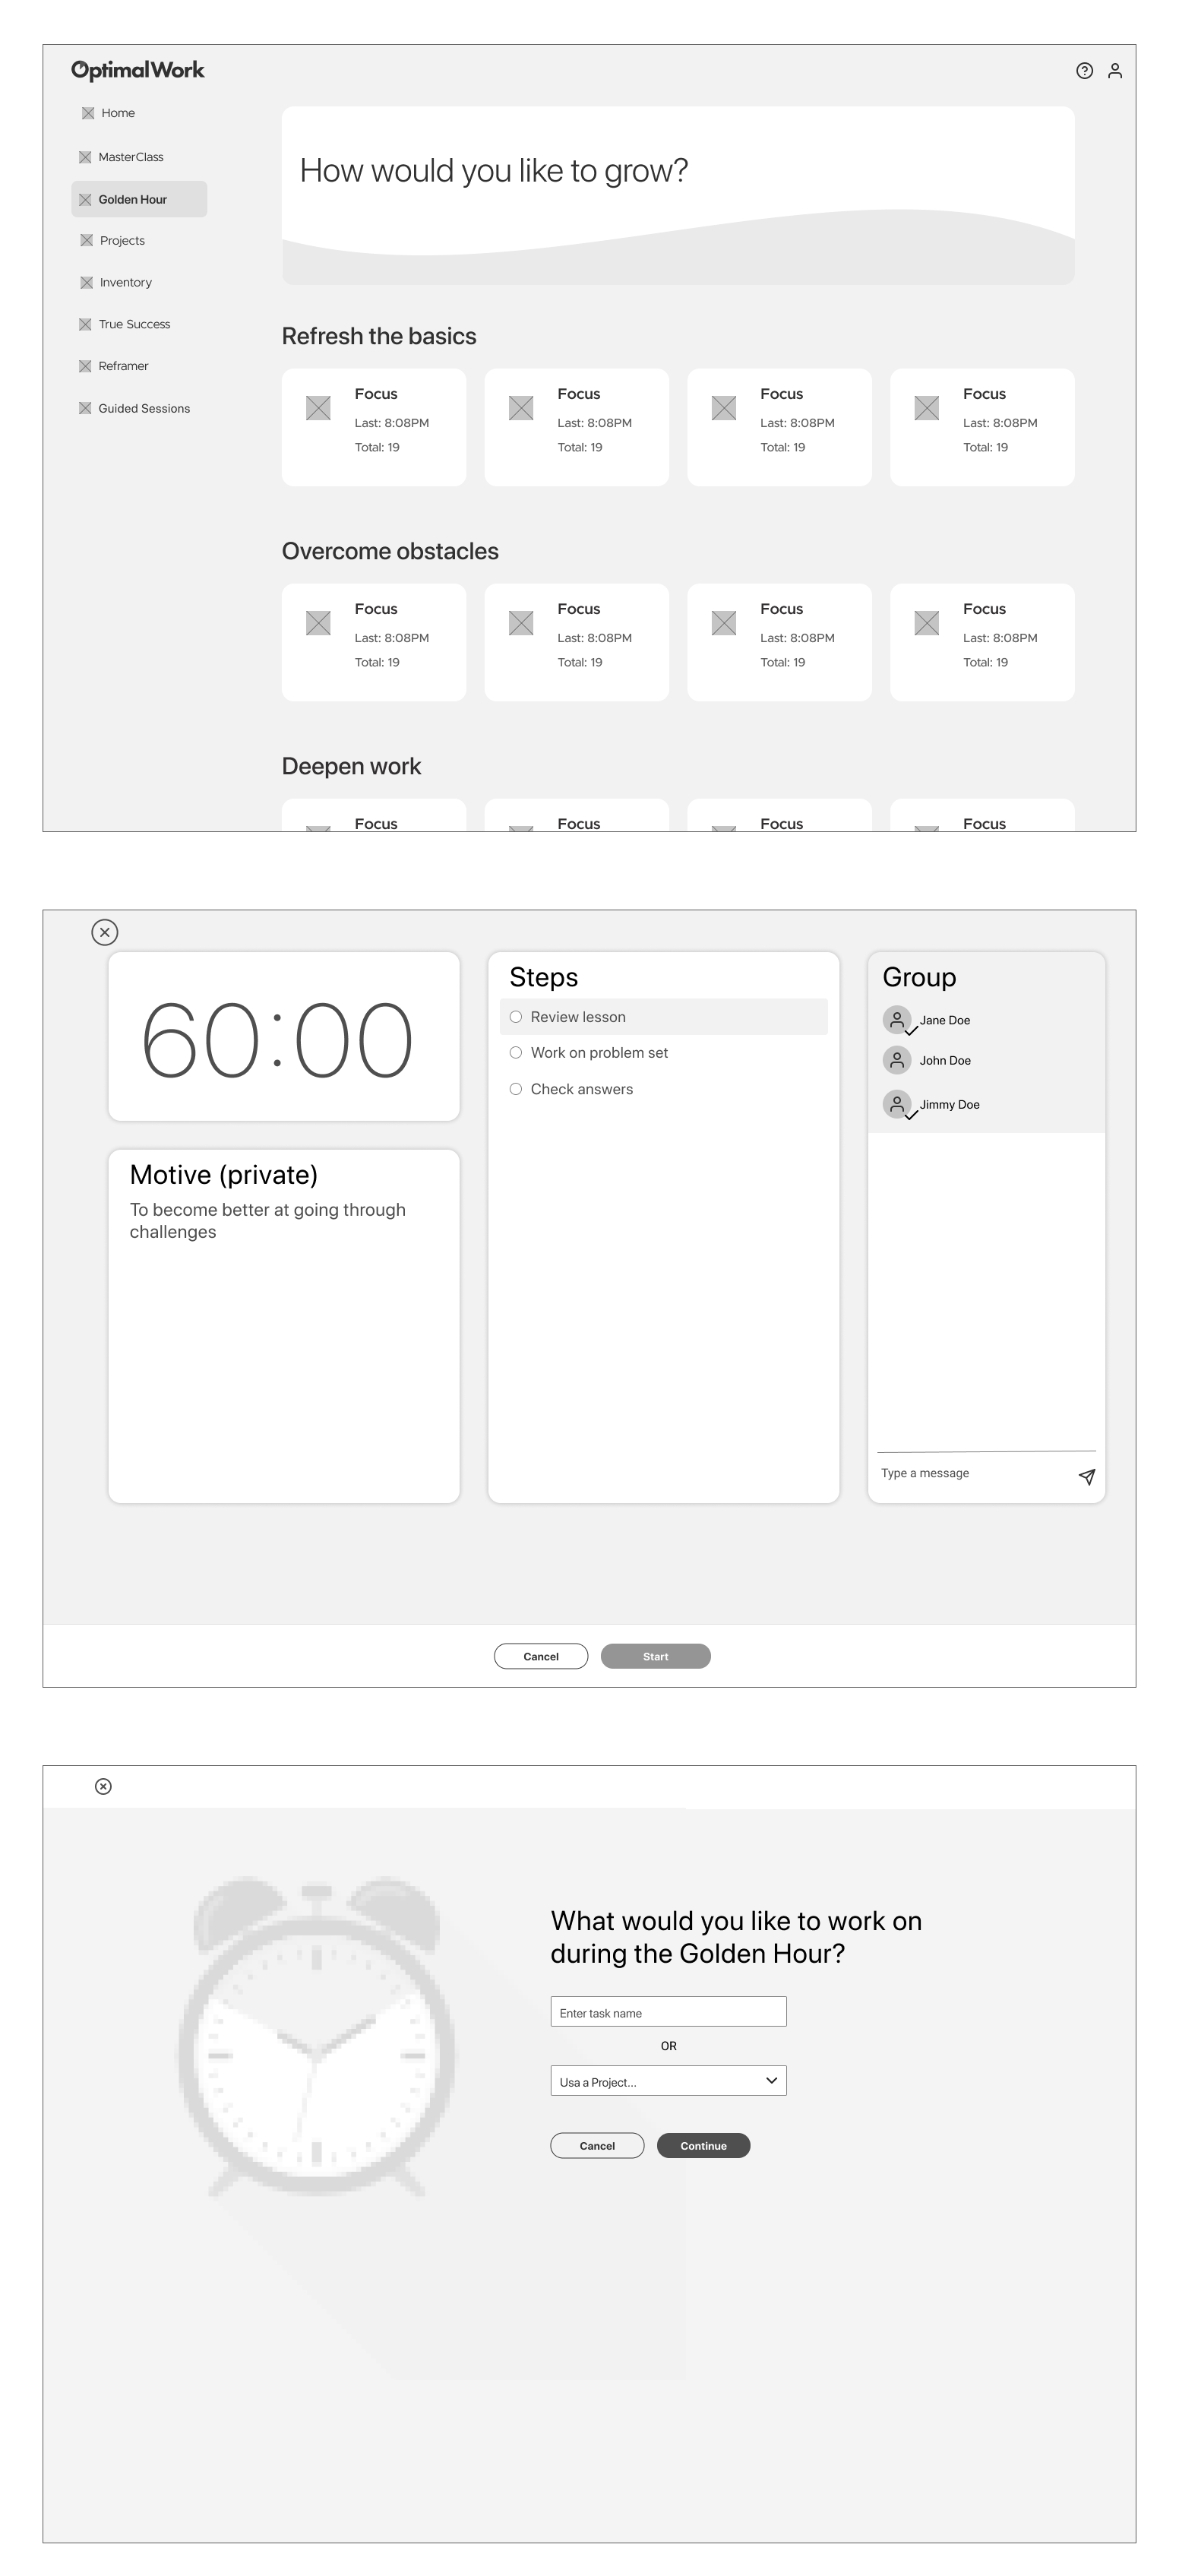 OptimalWork
Home
MasterClass
Golden Hour
Projects
Inventory
True Success
Reframer
Guided Sessions
How would you like to grow?
Refresh the basics
Focus
Last: 8:08PM
Total: 19
Focus
Last: 8:08PM
Total: 19
Focus
Last: 8:08PM
Total: 19
Focus
Last: 8:08PM
Total: 19
Overcome obstacles
Focus
Last: 8:08PM
Total: 19
Focus
Last: 8:08PM
Total: 19
Focus
Last: 8:08PM
Total: 19
Focus
Last: 8:08PM
Total: 19
Deepen work
Focus
Focus
Focus
Focus
60:00
Motive (private)
To become better at going through
challenges
Steps
Review lesson
Work on problem set
Check answers
Group
Jane Doe
John Doe
Jimmy Doe
Type a message
Cancel
Start
What would you like to work on
during the Golden Hour?
Enter task name
OR
Usa a Project...
Cancel
Continue